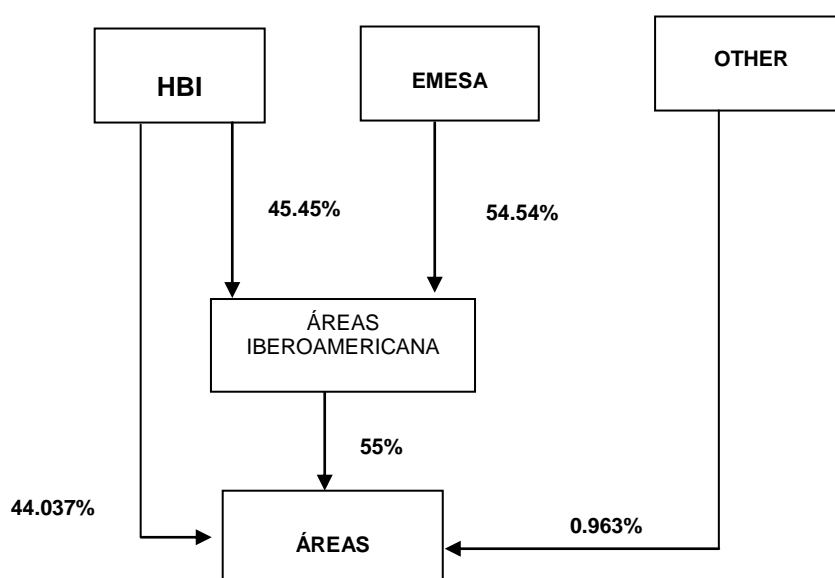 HBI
EMESA
OTHER
45.45%
54.54%
ÁREAS
IBEROAMERICANA
55%
44.037%
0.963%
ÁREAS